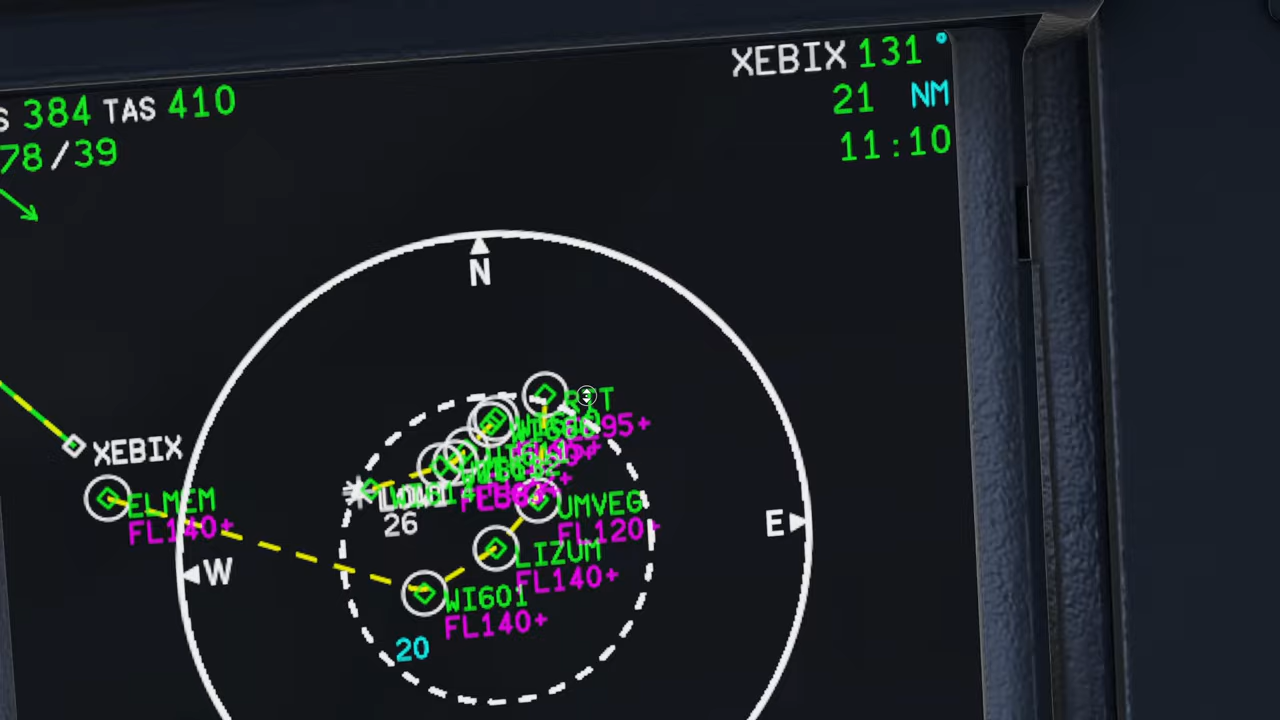 S 384 TAS 410
78/39
XEBIX 131°
21 NM
11:10
N
XEBIX
ELMEM
FL140+
W
E
LOWI
26
UMVEG
FL120+
LIZUM
FL140+
WI601
FL140+
20